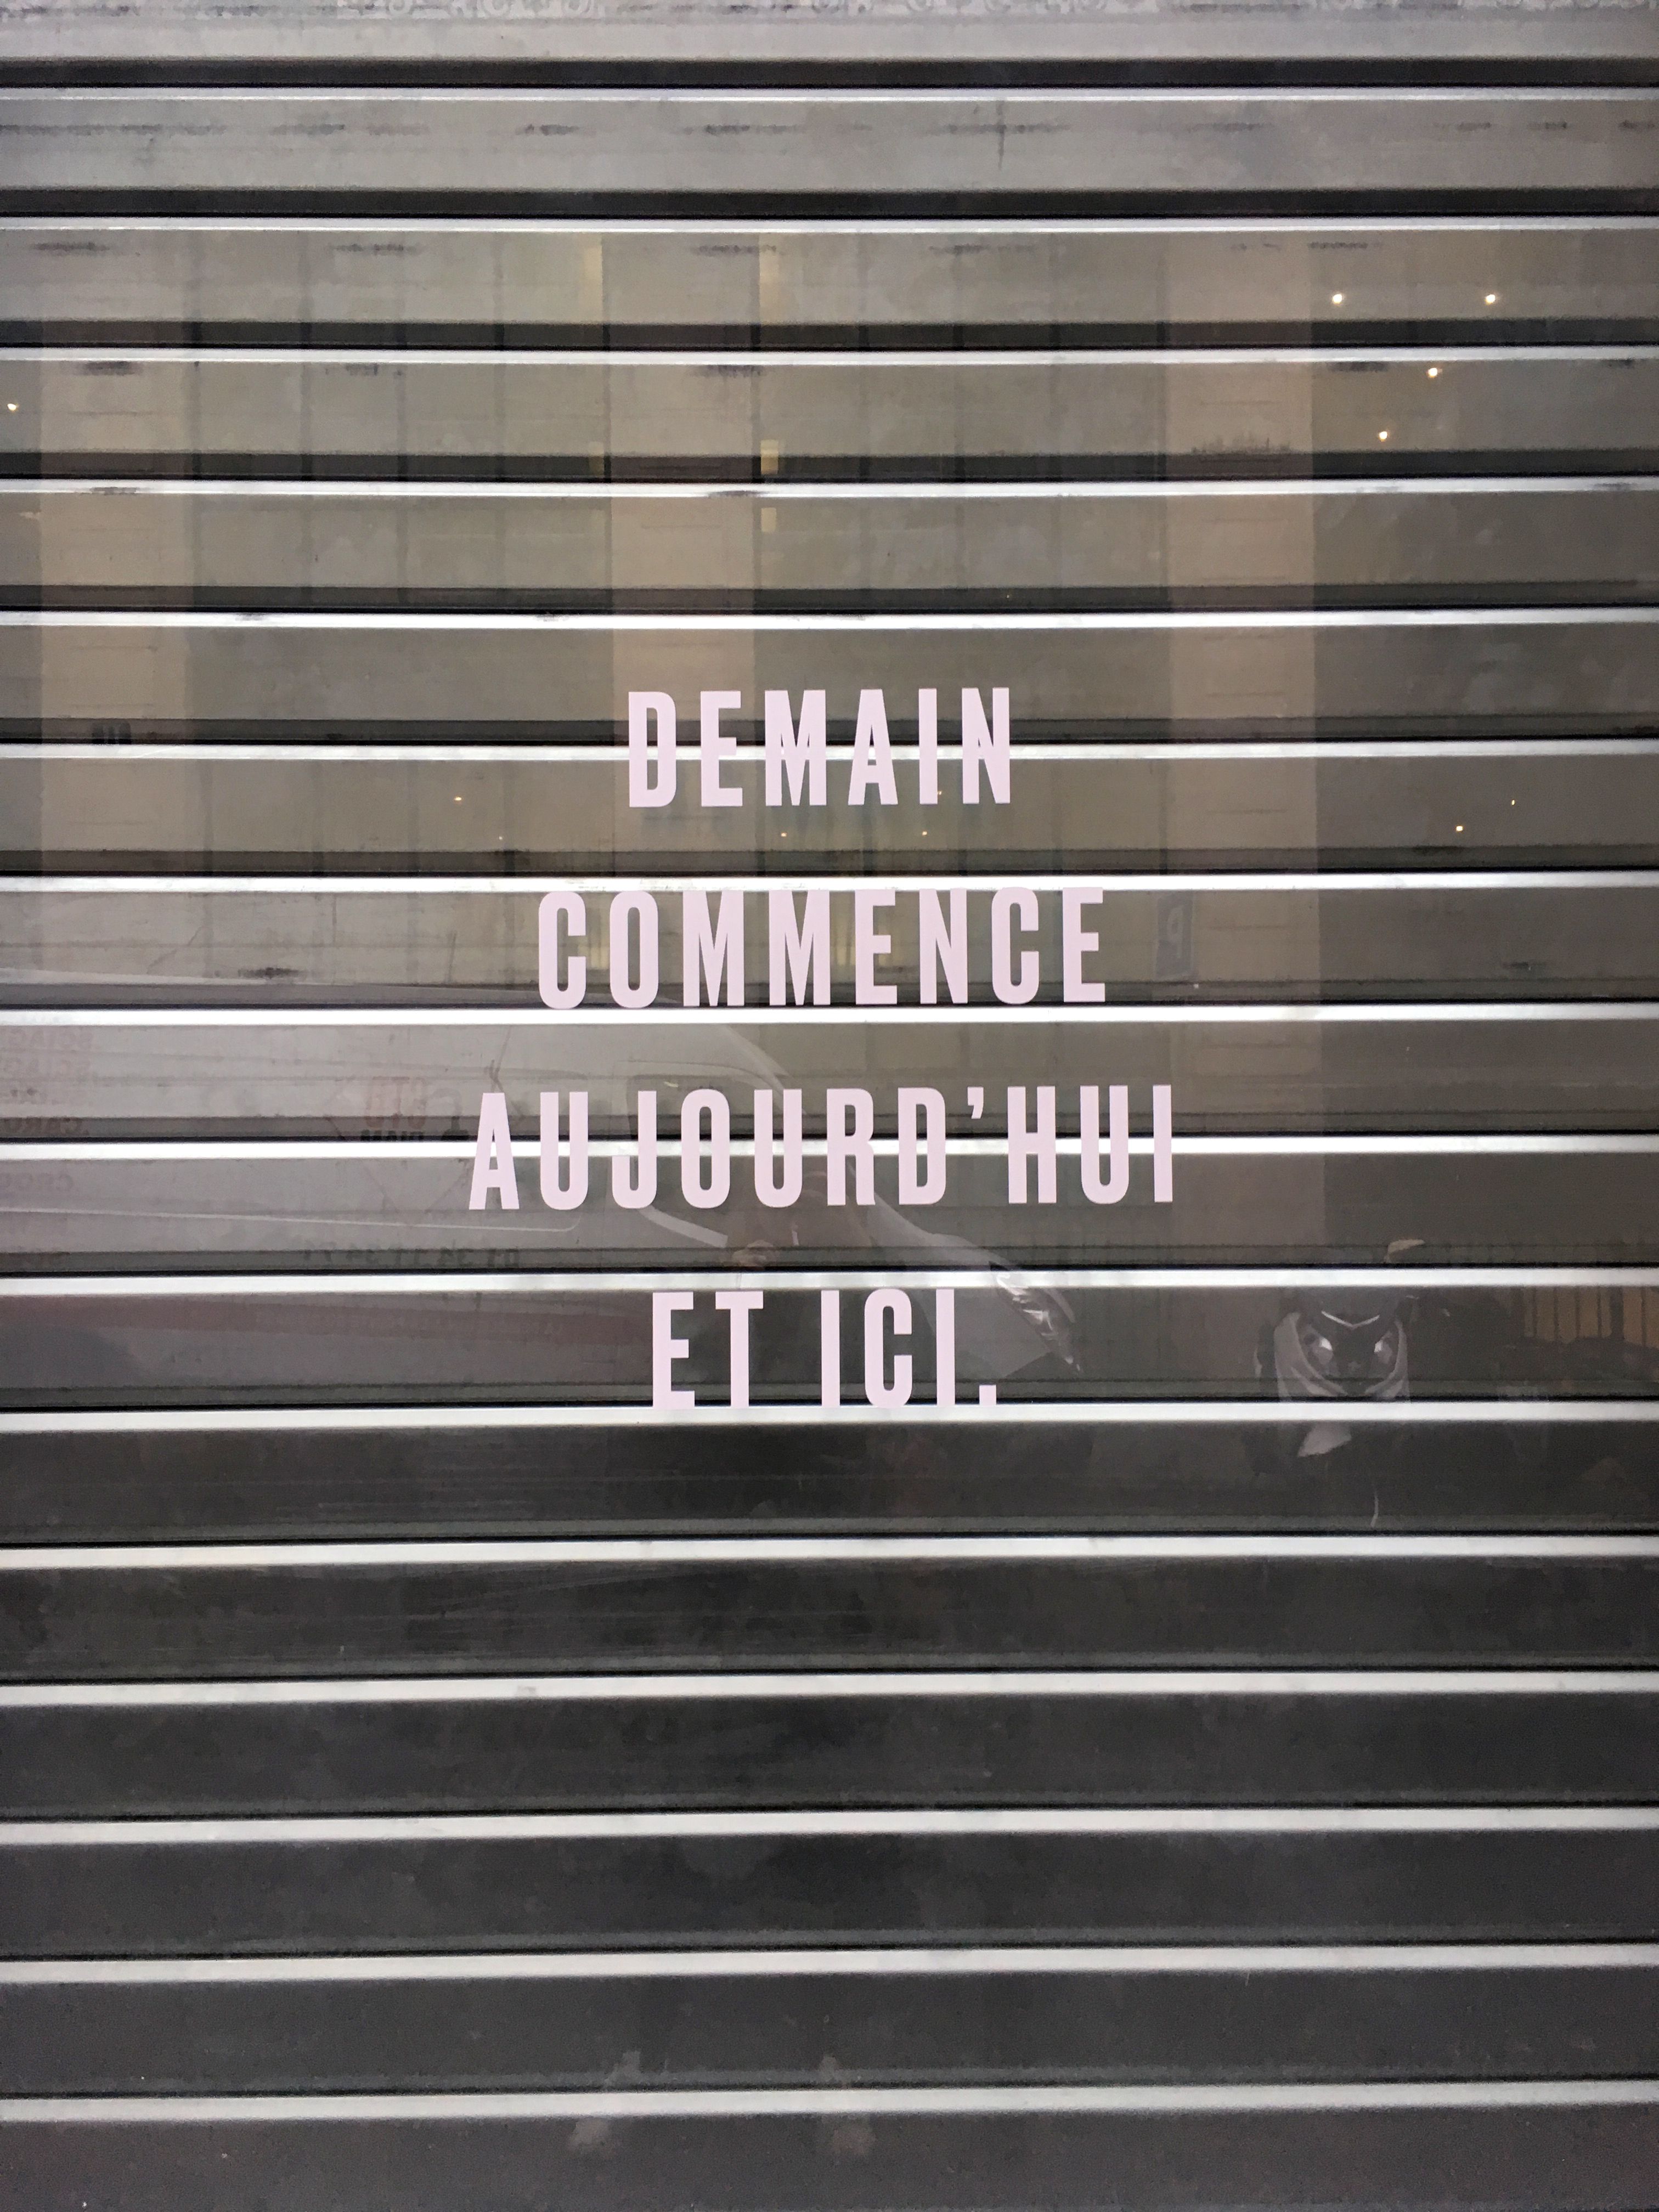 DEMAIN
COMMENCE
AUJOURD'HUI
ET ICI.